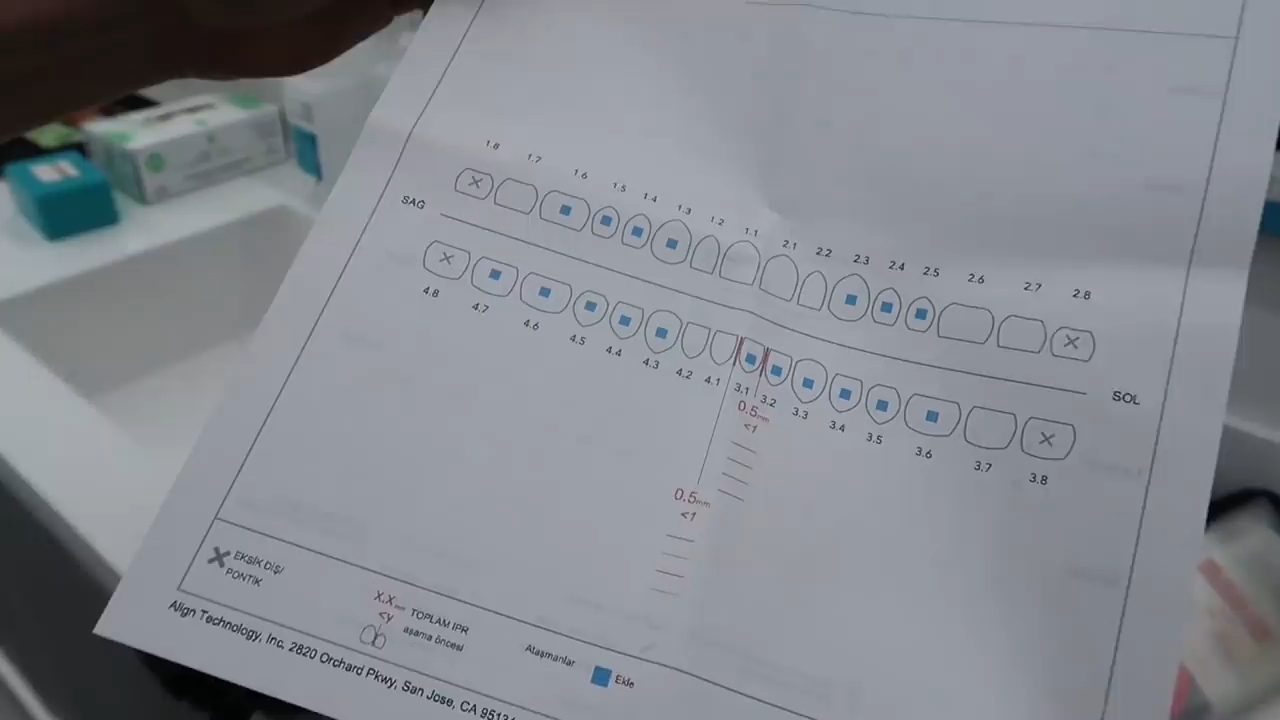 1.8 1.7 1.6 1.5 1.4 1.3 1.2 1.1 2.1 2.2 2.3 2.4 2.5 2.6 2.7 2.8
SAĞ
SOL
4.8 4.7 4.6 4.5 4.4 4.3 4.2 4.1 3.1 3.2 3.3 3.4 3.5 3.6 3.7 3.8
0.5mm
<1
0.5mm
<1
EKSİK DİŞ/
PONTİK
X.Xmm TOPLAM IPR
<y aşama öncesi
Ataşmanlar
Ekle
Align Technology, Inc. 2820 Orchard Pkwy, San Jose, CA